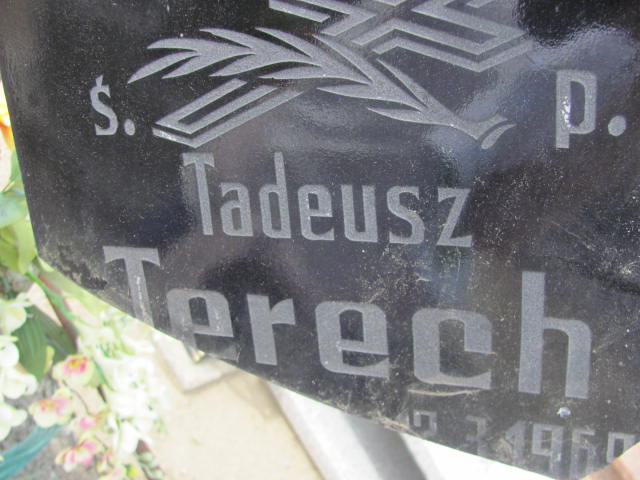 ś. p.
Tadeusz
Terech